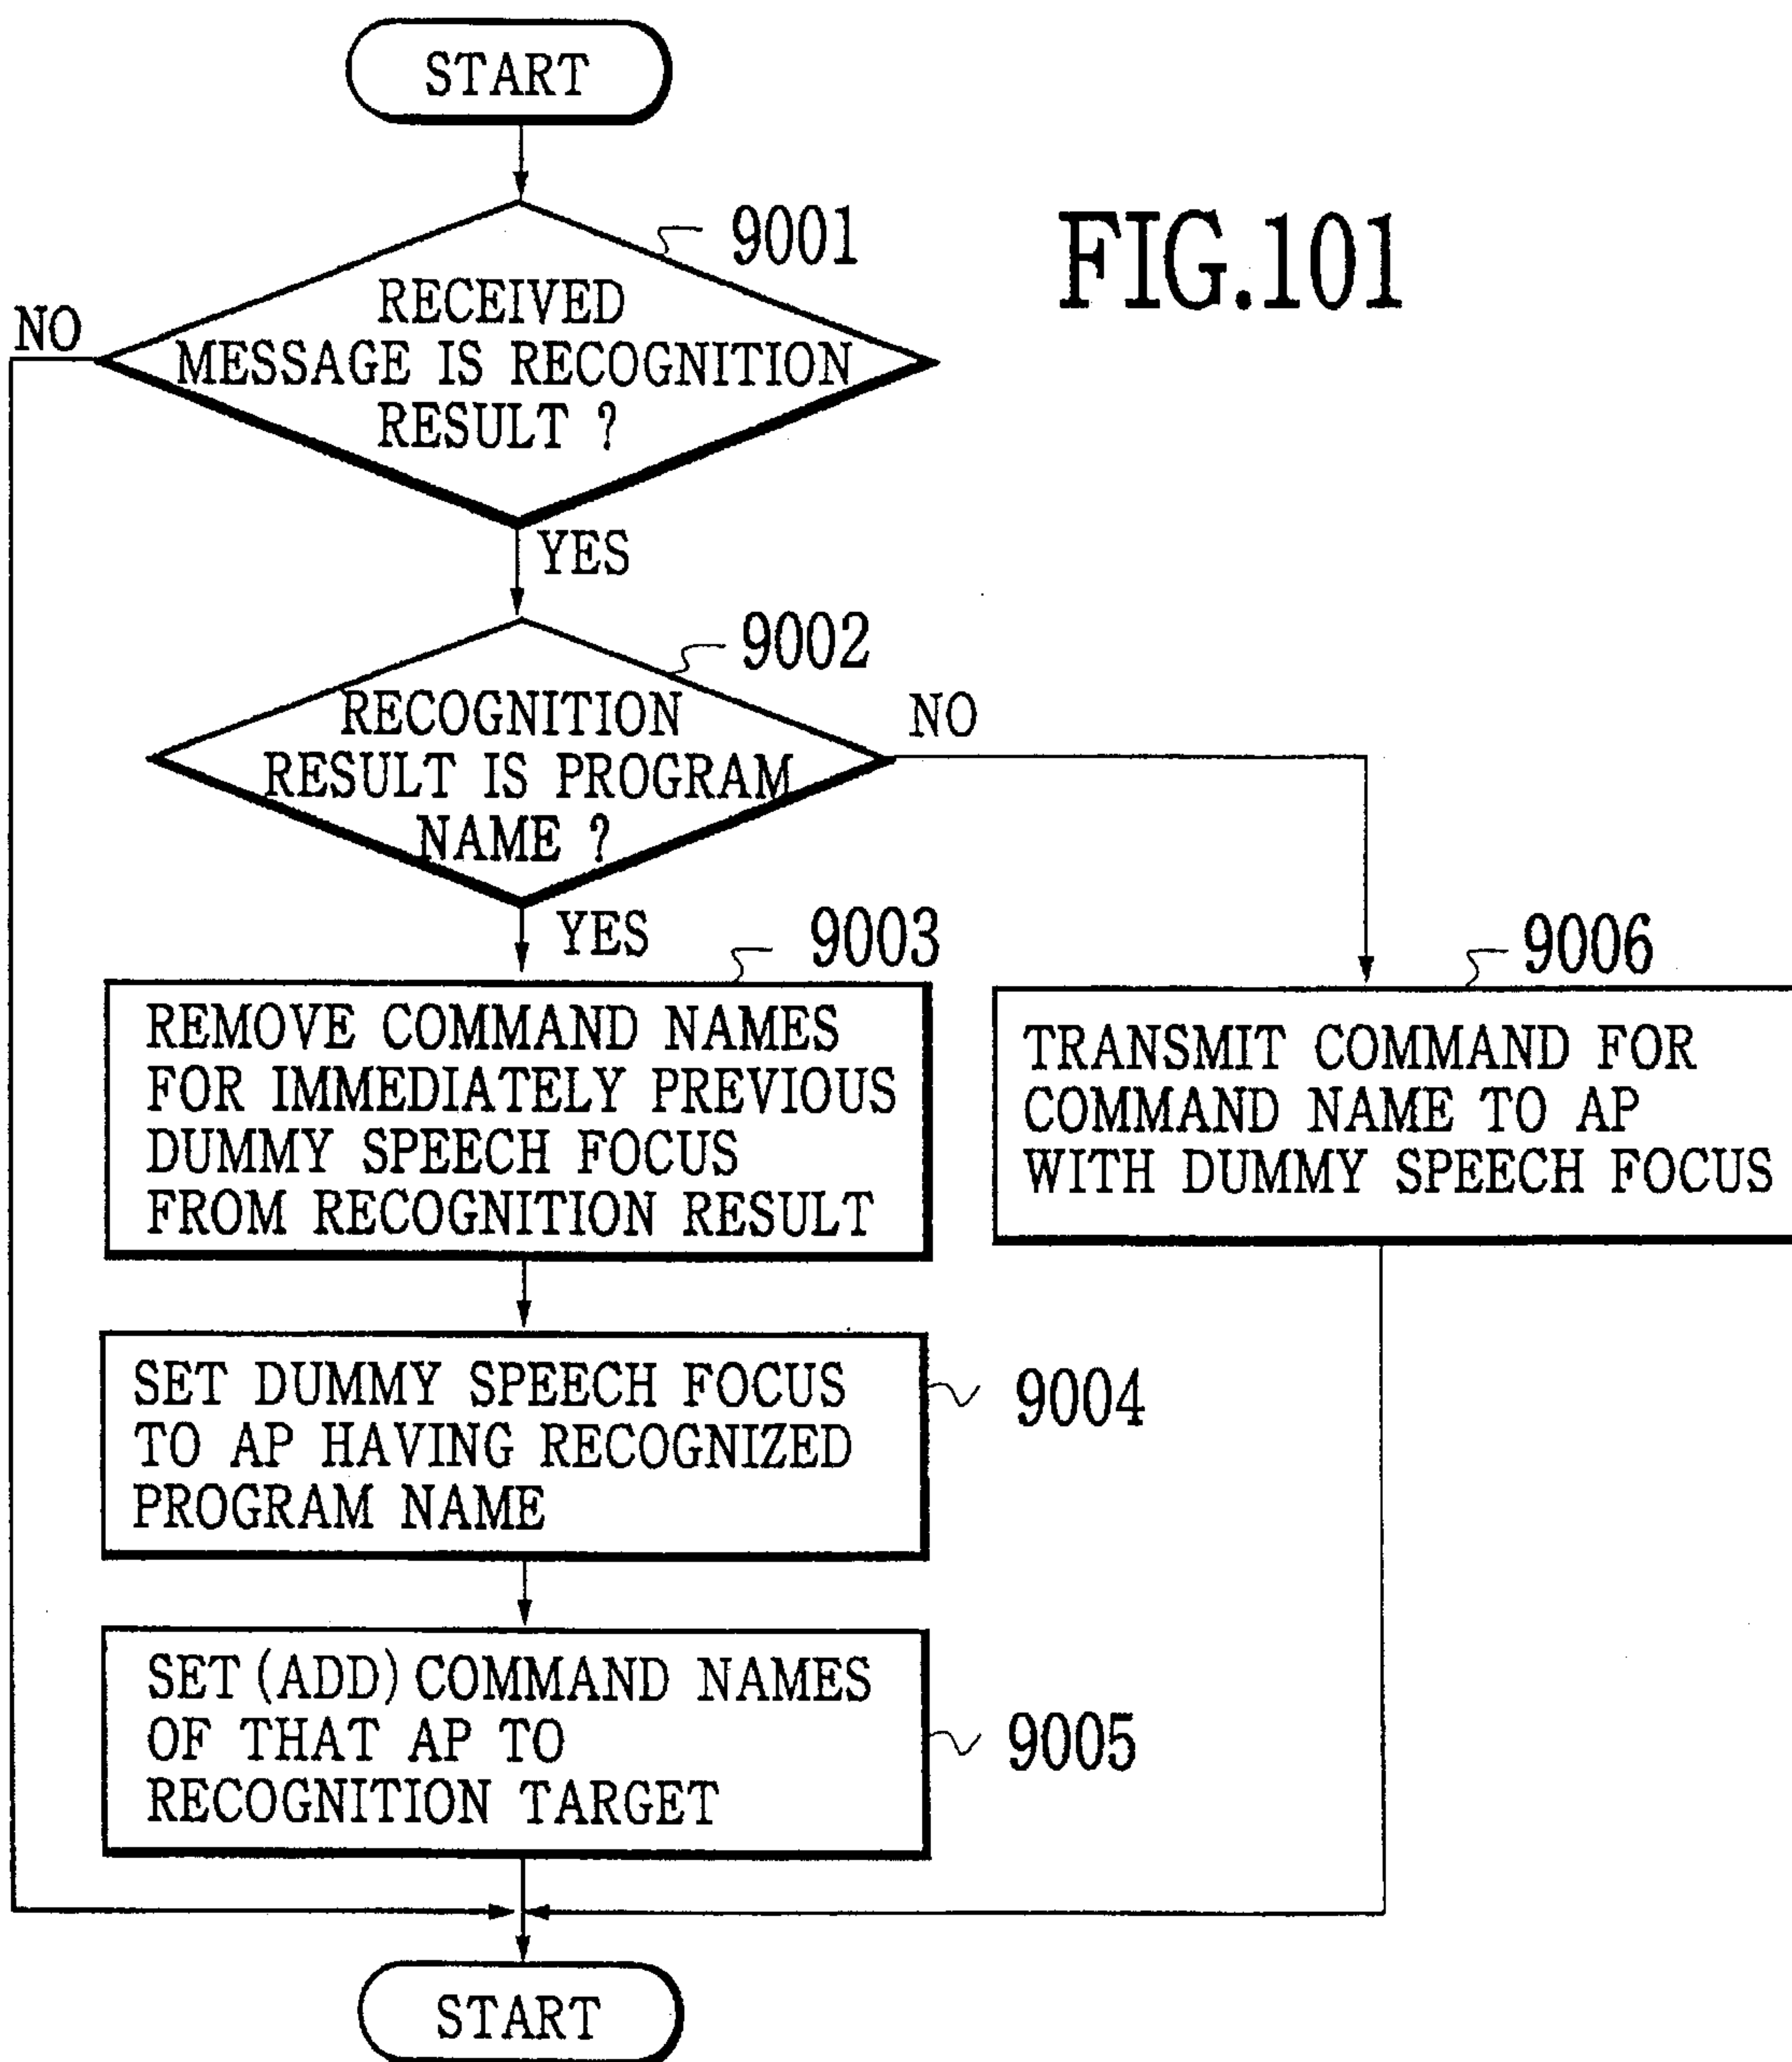 START
FIG.101
9001
RECEIVED
MESSAGE IS RECOGNITION
RESULT ?
NO
YES
9002
RECOGNITION
RESULT IS PROGRAM
NAME ?
NO
YES
9003
REMOVE COMMAND NAMES
FOR IMMEDIATELY PREVIOUS
DUMMY SPEECH FOCUS
FROM RECOGNITION RESULT
9006
TRANSMIT COMMAND FOR
COMMAND NAME TO AP
WITH DUMMY SPEECH FOCUS
SET DUMMY SPEECH FOCUS
TO AP HAVING RECOGNIZED
PROGRAM NAME
9004
SET (ADD) COMMAND NAMES
OF THAT AP TO
RECOGNITION TARGET
9005
START